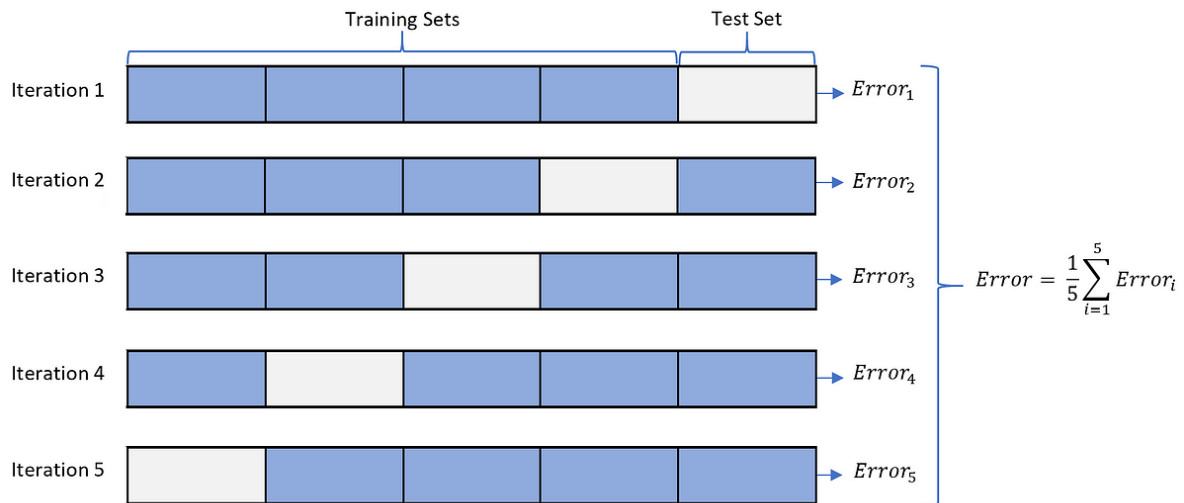 Training Sets
Test Set
Iteration 1
Error₁
Iteration 2
Error₂
Iteration 3
Error₃
Error = 1/5 ∑_{i=1}^{5} Errorᵢ
Iteration 4
Error₄
Iteration 5
Error₅